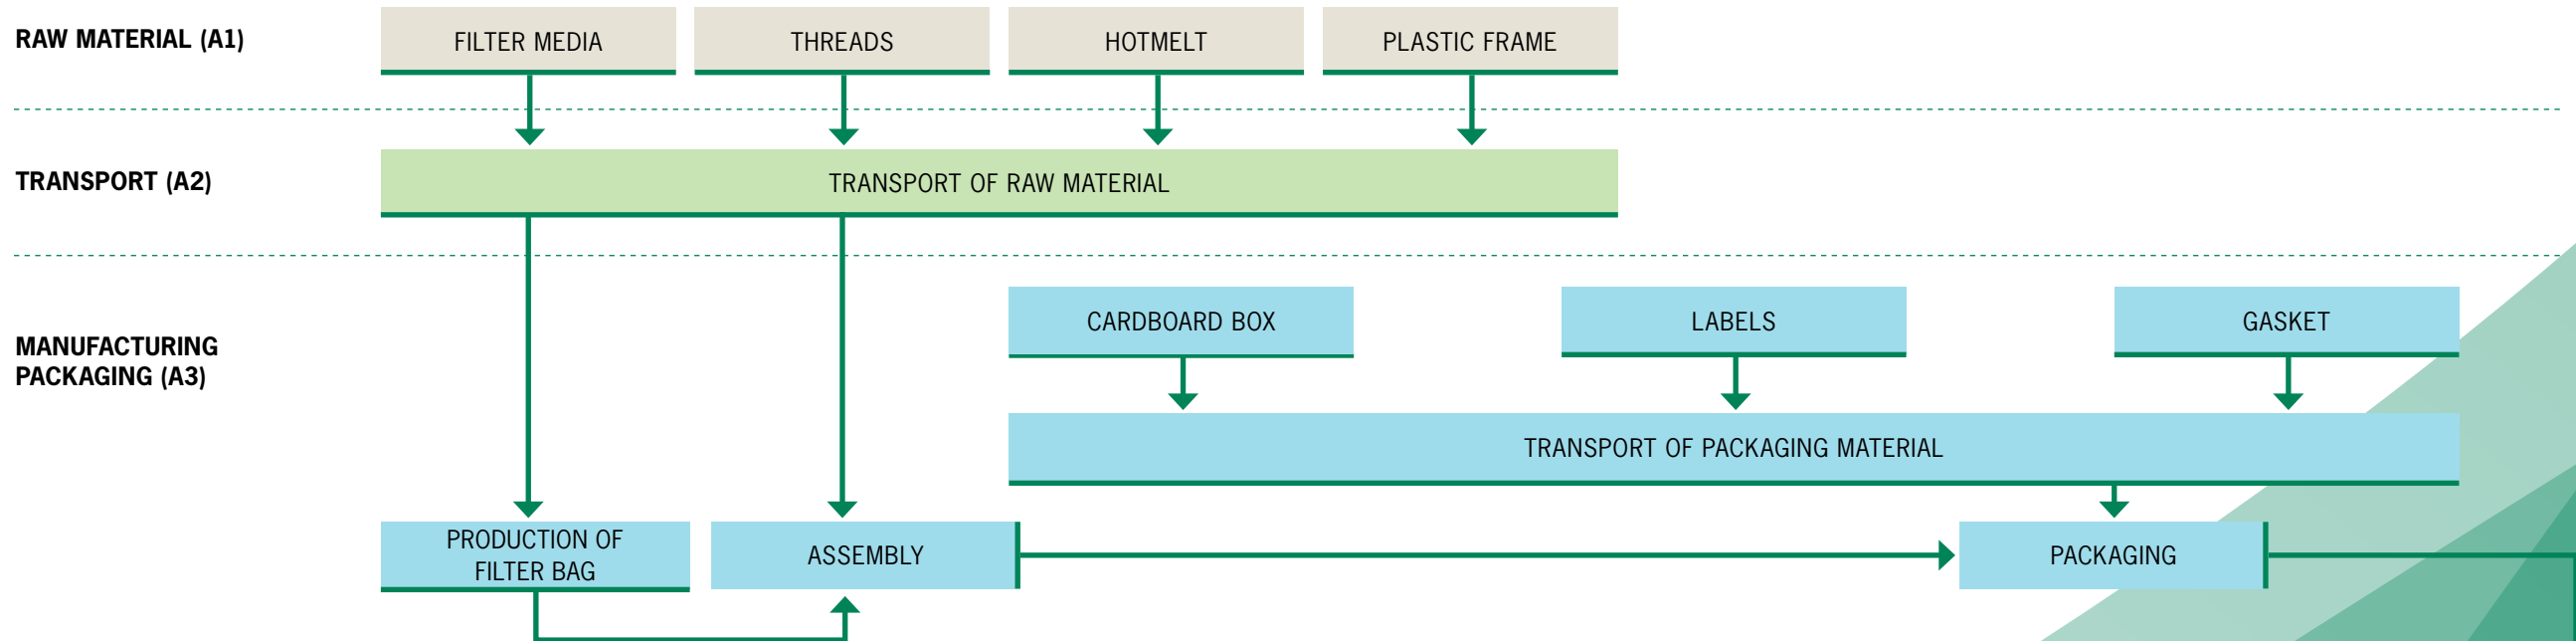 RAW MATERIAL (A1)
FILTER MEDIA
THREADS
HOTMELT
PLASTIC FRAME
TRANSPORT (A2)
TRANSPORT OF RAW MATERIAL
MANUFACTURING
PACKAGING (A3)
CARDBOARD BOX
LABELS
GASKET
TRANSPORT OF PACKAGING MATERIAL
PRODUCTION OF
FILTER BAG
ASSEMBLY
PACKAGING